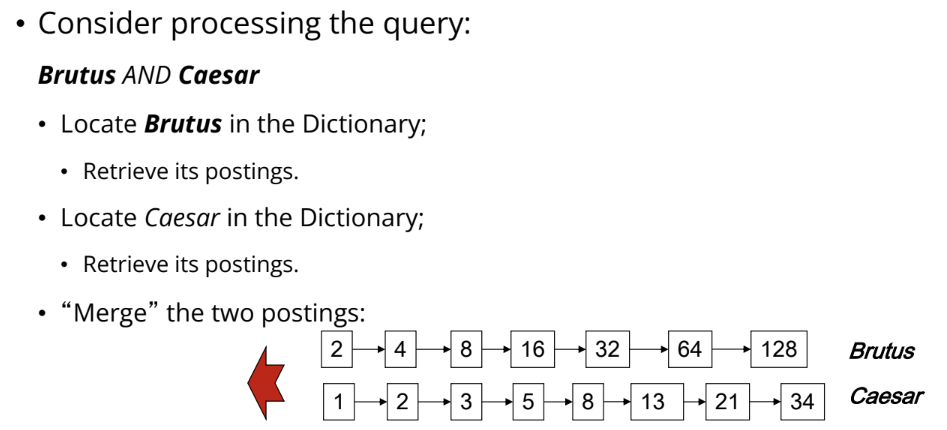 • Consider processing the query:
Brutus AND Caesar
• Locate Brutus in the Dictionary;
• Retrieve its postings.
• Locate Caesar in the Dictionary;
• Retrieve its postings.
• “Merge” the two postings:
2 4 8 16 32 64 128 Brutus
1 2 3 5 8 13 21 34 Caesar